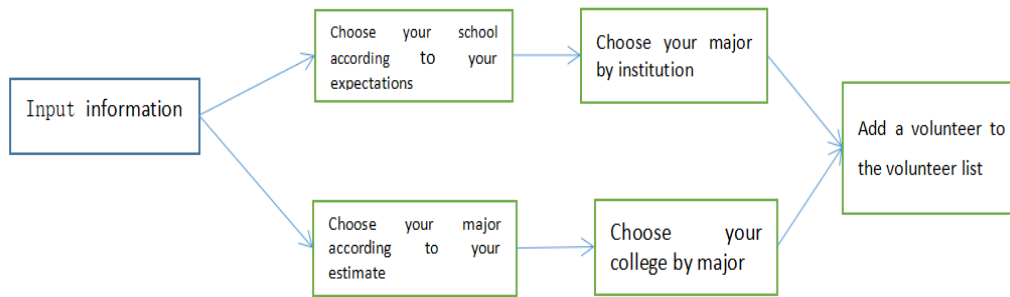 Input information
Choose your school
according to your
expectations
Choose your major
by institution
Choose your major
according to your
estimate
Choose your
college by major
Add a volunteer to
the volunteer list